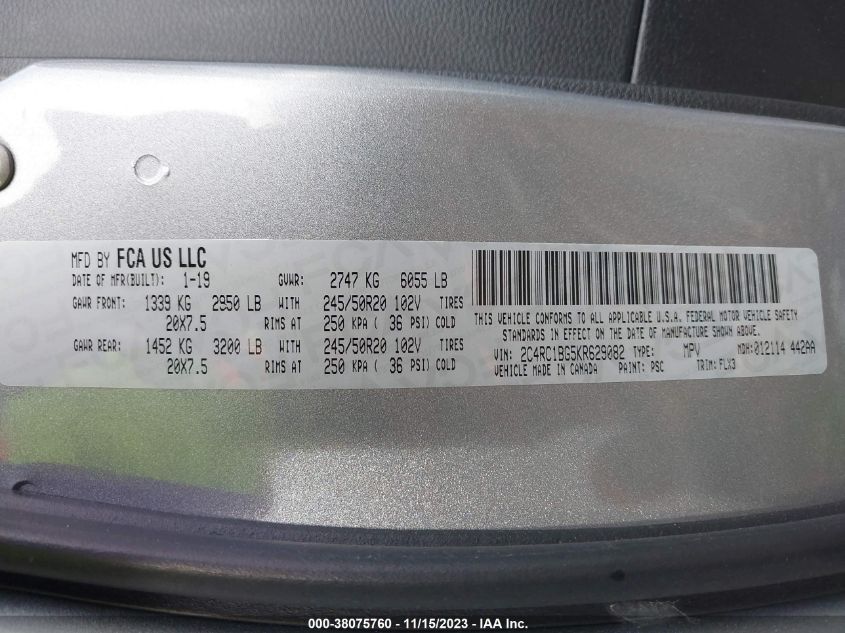 MFD BY FCA US LLC
DATE OF MFR(BUILT): 1-19 GVWR: 2747 KG 6055 LB
GAWR FRONT: 1339 KG 2950 LB WITH 245/50R20 102V TIRES
20X7.5 RIMS AT 250 KPA ( 36 PSI) COLD
GAWR REAR: 1452 KG 3200 LB WITH 245/50R20 102V TIRES
20X7.5 RIMS AT 250 KPA ( 36 PSI) COLD
THIS VEHICLE CONFORMS TO ALL APPLICABLE U.S.A. FEDERAL MOTOR VEHICLE SAFETY
STANDARDS IN EFFECT ON THE DATE OF MANUFACTURE SHOWN ABOVE.
VIN: 2C4RC1BG5KR629082 TYPE: MPV MDH:012114 442AA
VEHICLE MADE IN CANADA PAINT: PSC TRIM: FLX3
000-38075760 - 11/15/2023 - IAA Inc.